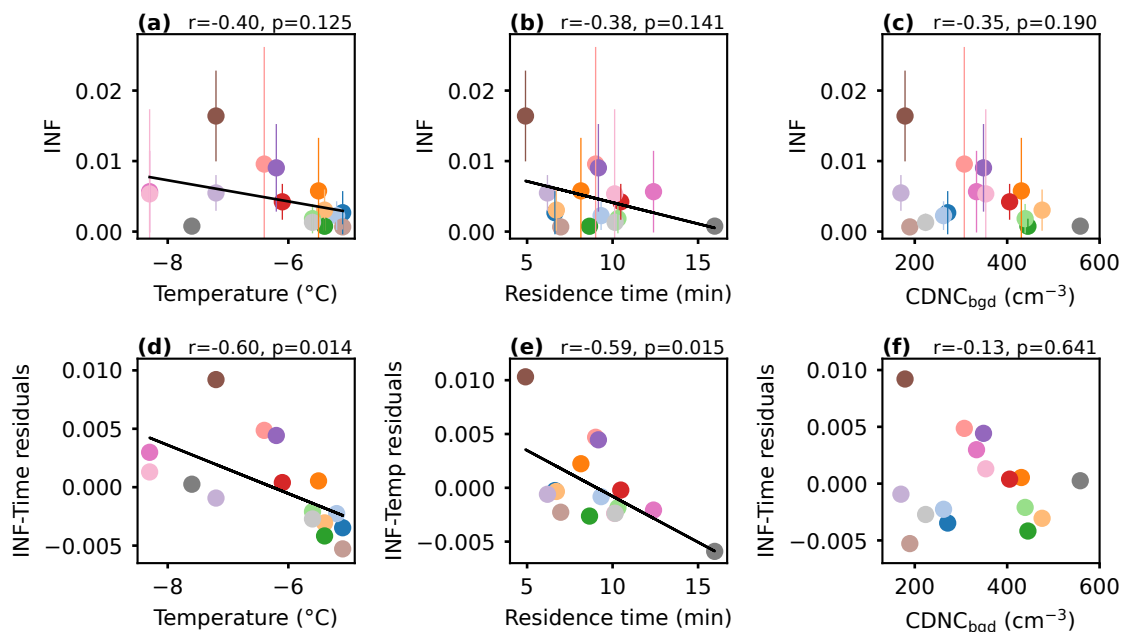 (a) r=-0.40, p=0.125
(b) r=-0.38, p=0.141
(c) r=-0.35, p=0.190
INF
0.02
0.01
0.00
−8
−6
Temperature (°C)
INF
0.02
0.01
0.00
5
10
15
Residence time (min)
INF
0.02
0.01
0.00
200
400
600
CDNCbgd (cm−3)
(d) r=-0.60, p=0.014
(e) r=-0.59, p=0.015
(f) r=-0.13, p=0.641
INF-Time residuals
0.010
0.005
0.000
−0.005
−8
−6
Temperature (°C)
INF-Temp residuals
0.010
0.005
0.000
−0.005
5
10
15
Residence time (min)
INF-Time residuals
0.010
0.005
0.000
−0.005
200
400
600
CDNCbgd (cm−3)